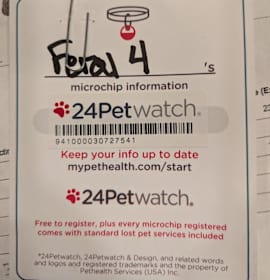 Feral 4 's
microchip information
24Petwatch®
941000030727541
Keep your info up to date
mypethealth.com/start
24Petwatch®
Free to register, plus every microchip registered
comes with standard lost pet services included
*24Petwatch, 24Petwatch & Design, and related words
and logos and registered trademarks and the property of
Pethealth Services (USA) Inc.